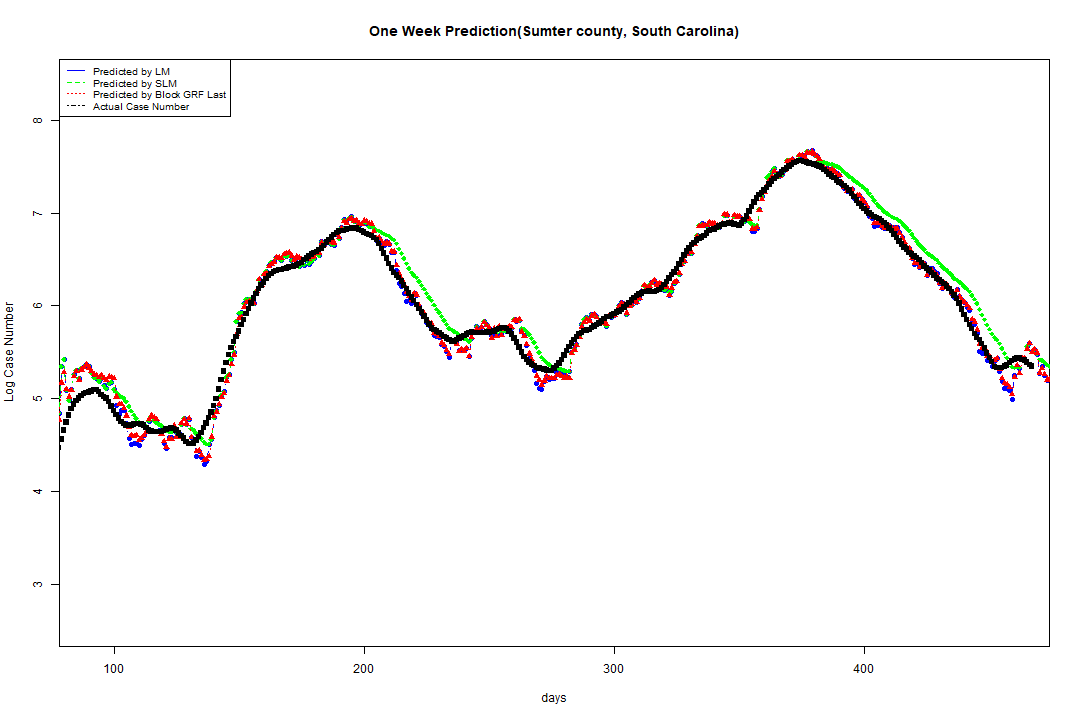 One Week Prediction(Sumter county, South Carolina)
Predicted by LM
Predicted by SLM
Predicted by Block GRF Last
Actual Case Number
8
7
6
5
4
3
Log Case Number
100 200 300 400
days